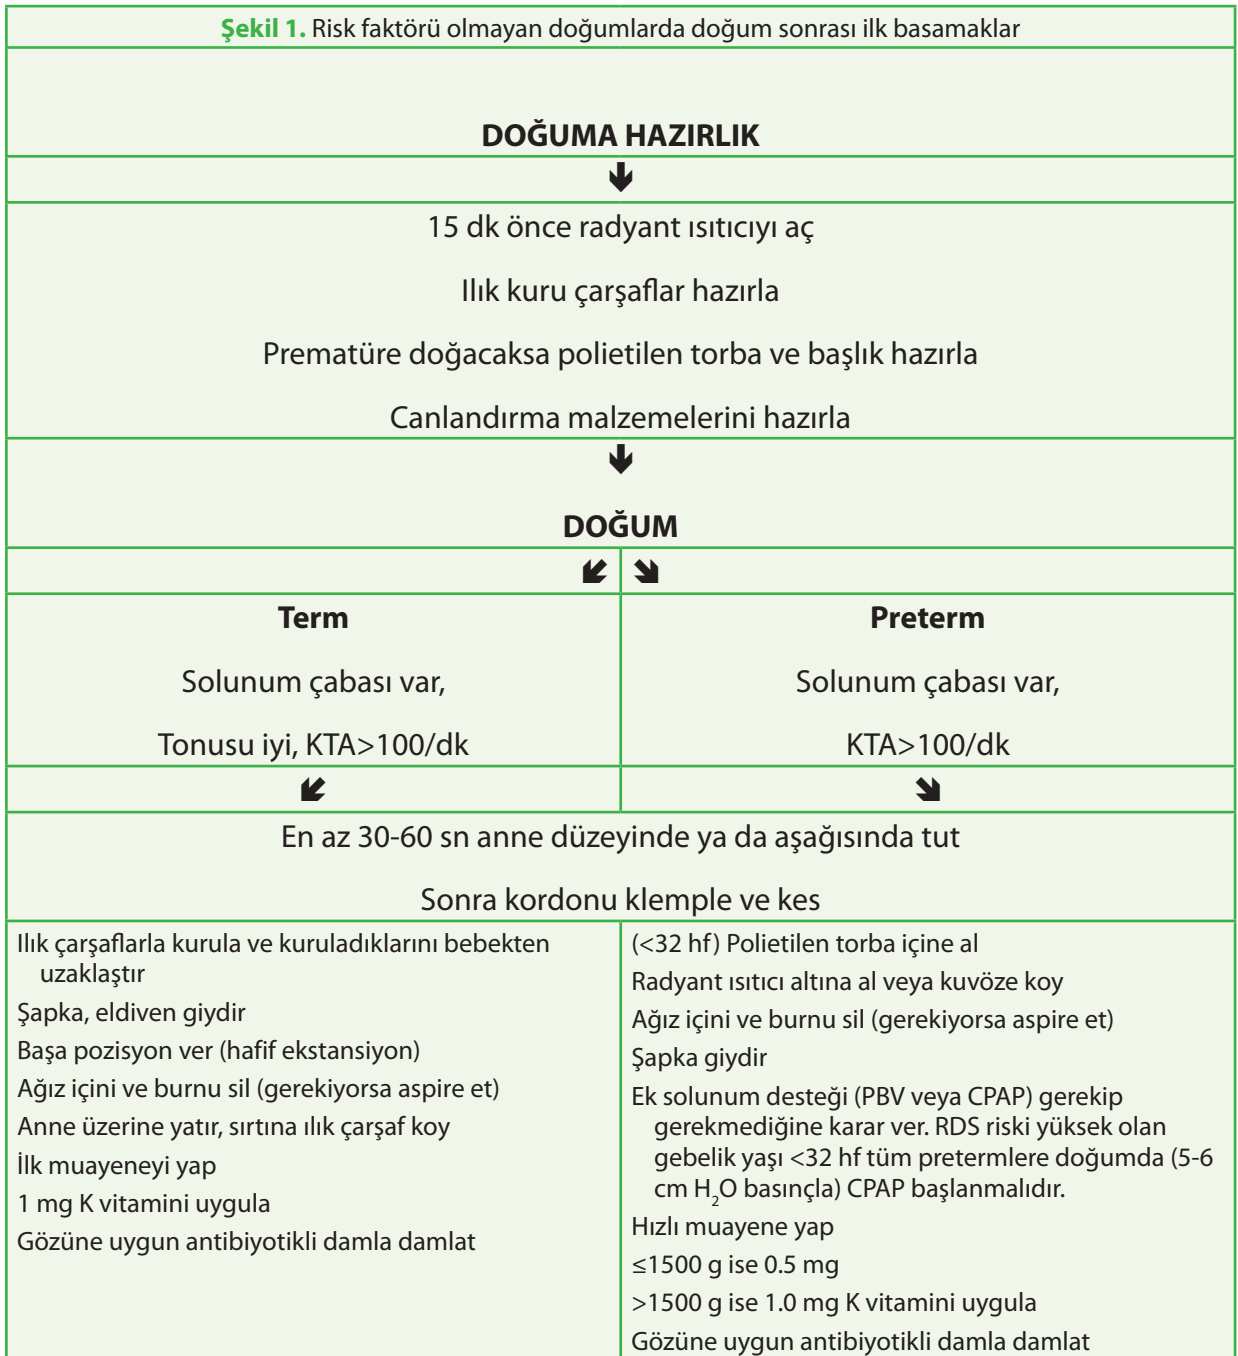 Şekil 1. Risk faktörü olmayan doğumlarda doğum sonrası ilk basamaklar
DOĞUMA HAZIRLIK
15 dk önce radyant ısıtıcıyı aç
Ilık kuru çarşaflar hazırla
Prematüre doğacaksa polietilen torba ve başlık hazırla
Canlandırma malzemelerini hazırla
DOĞUM
Term
Solunum çabası var,
Tonusu iyi, KTA>100/dk
Preterm
Solunum çabası var,
KTA>100/dk
En az 30-60 sn anne düzeyinde ya da aşağısında tut
Sonra kordonu klemple ve kes
Ilık çarşaflarla kurula ve kuruladıklarını bebekten
uzaklaştır
Şapka, eldiven giydir
Başa pozisyon ver (hafif ekstansiyon)
Ağız içini ve burnu sil (gerekiyorsa aspire et)
Anne üzerine yatır, sırtına ılık çarşaf koy
İlk muayeneyi yap
1 mg K vitamini uygula
Gözüne uygun antibiyotikli damla damlat
(<32 hf) Polietilen torba içine al
Radyant ısıtıcı altına al veya kuvöze koy
Ağız içini ve burnu sil (gerekiyorsa aspire et)
Şapka giydir
Ek solunum desteği (PBV veya CPAP) gerekip
gerekmediğine karar ver. RDS riski yüksek olan
gebelik yaşı <32 hf tüm pretermlere doğumda (5-6
cm H₂O basınçla) CPAP başlanmalıdır.
Hızlı muayene yap
≤1500 g ise 0.5 mg
>1500 g ise 1.0 mg K vitamini uygula
Gözüne uygun antibiyotikli damla damlat